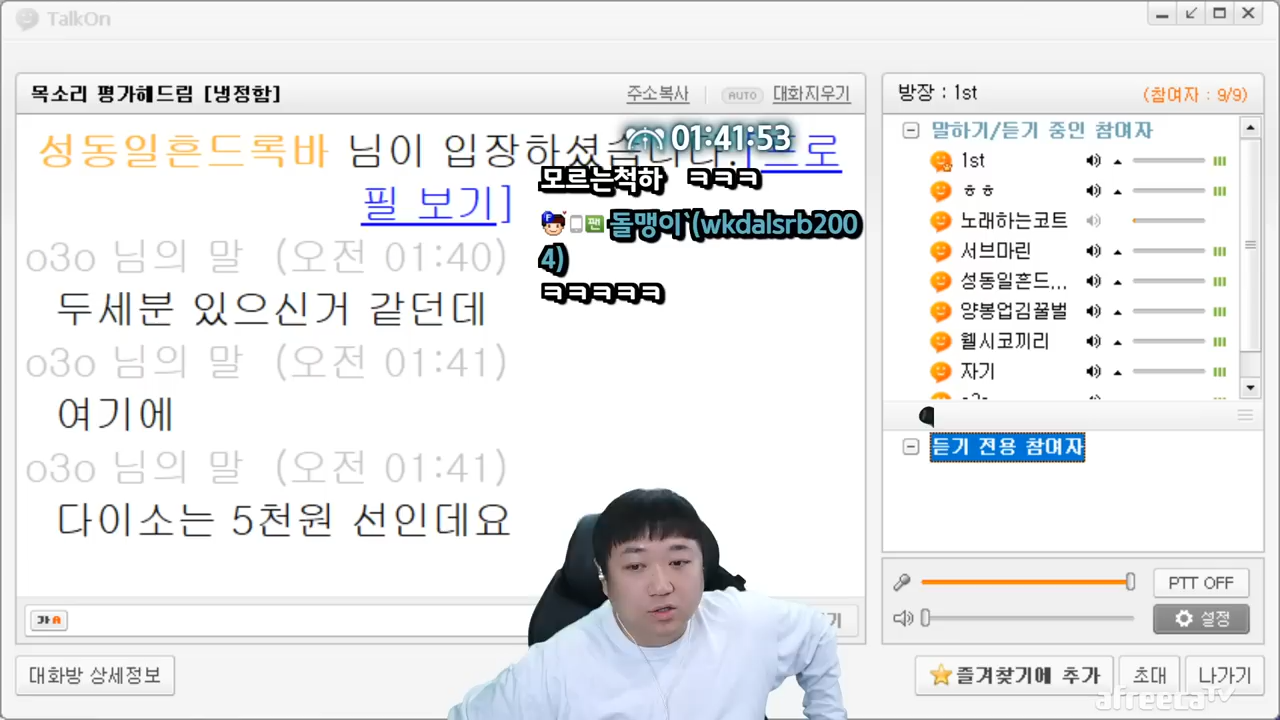 TalkOn
목소리 평가해드림 [냉정함]
주소복사
AUTO
대화지우기
성동일흔드록바 님이 입장하셨습니다.[프로
필 보기]
o3o 님의 말 (오전 01:40)
두세분 있으신거 같던데
o3o 님의 말 (오전 01:41)
여기에
o3o 님의 말 (오전 01:41)
다이소는 5천원 선인데요
01:41:53
모르는척하 ㅋㅋㅋ
F 팬 돌맹이`(wkdalsrb200
4)
ㅋㅋㅋㅋㅋ
가A
대화방 상세정보
방장 : 1st
(참여자 : 9/9)
말하기/듣기 중인 참여자
1st
ㅎㅎ
노래하는코트
서브마린
성동일흔드...
양봉업김꿀벌
웰시코끼리
자기
듣기 전용 참여자
PTT OFF
설정
즐겨찾기에 추가
초대
나가기
afreecaTV